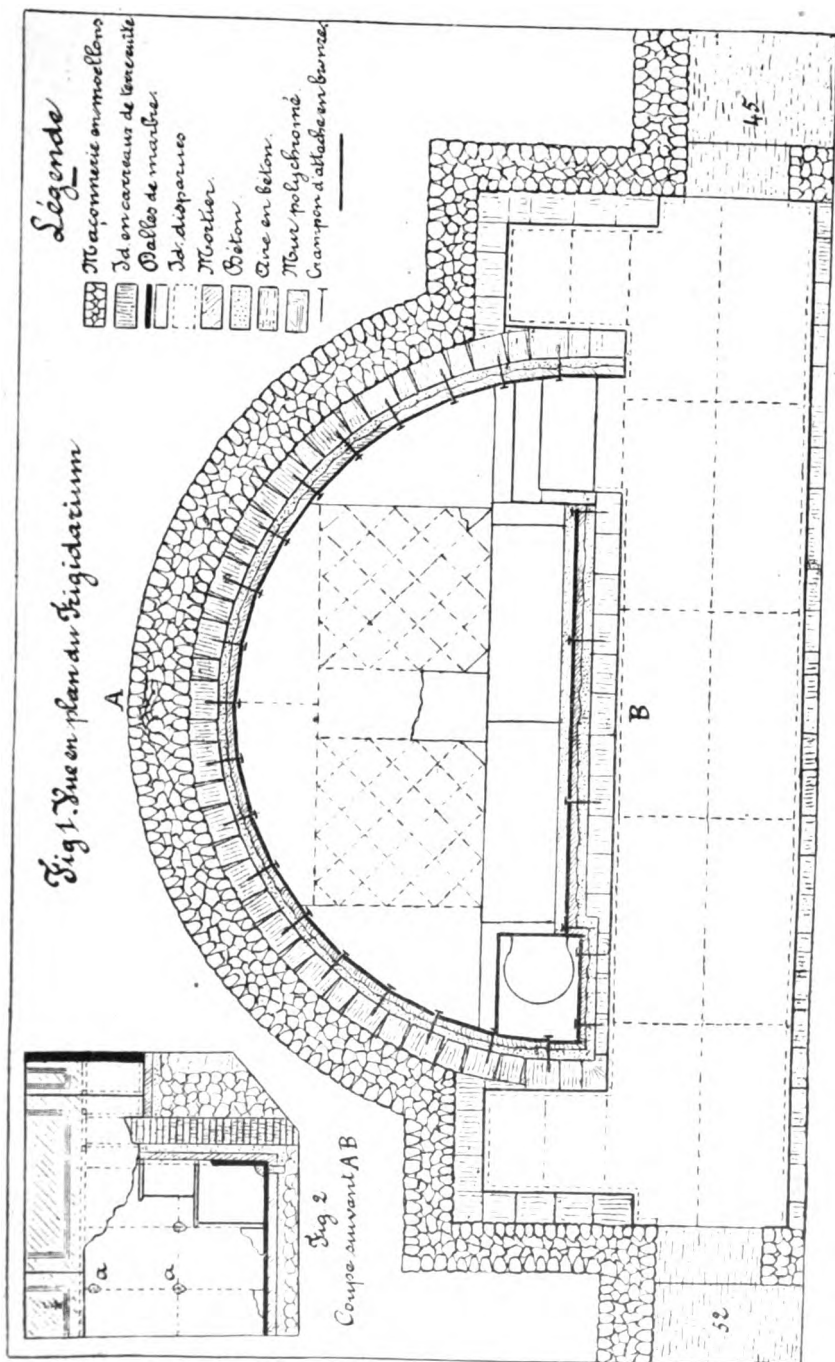 Fig 1. Vue en plan du Frigidarium
A
B
Légende
Maçonnerie en moellons
Id. en carreaux de terre cuite
Dalles de marbre.
Id. disparues
Mortier.
Béton.
Aire en béton.
Mur polychromé
Crampon d'attache en bronze.
45
52
a
a
Fig 2
Coupe suivant AB